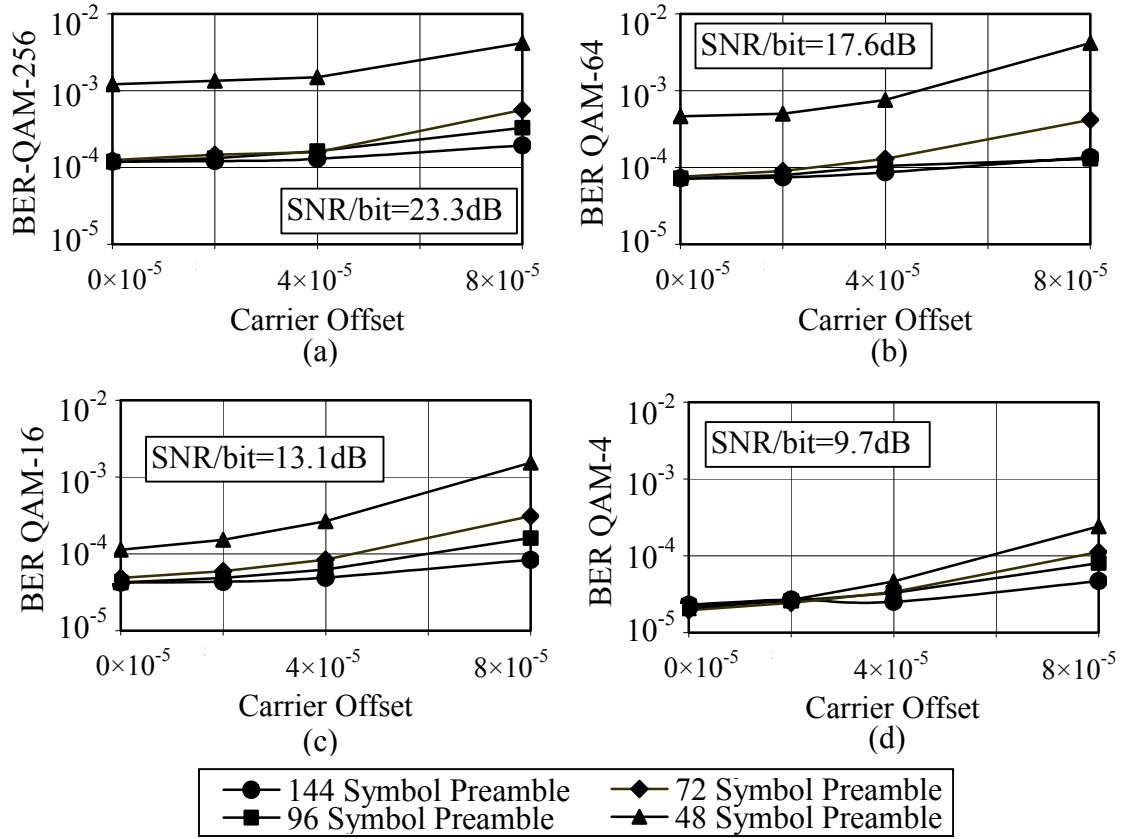 10⁻²
10⁻³
10⁻⁴
10⁻⁵
BER-QAM-256
SNR/bit=23.3dB
0×10⁻⁵ 4×10⁻⁵ 8×10⁻⁵
Carrier Offset
(a)
10⁻²
10⁻³
10⁻⁴
10⁻⁵
BER QAM-64
SNR/bit=17.6dB
0×10⁻⁵ 4×10⁻⁵ 8×10⁻⁵
Carrier Offset
(b)
10⁻²
10⁻³
10⁻⁴
10⁻⁵
BER QAM-16
SNR/bit=13.1dB
0×10⁻⁵ 4×10⁻⁵ 8×10⁻⁵
Carrier Offset
(c)
10⁻²
10⁻³
10⁻⁴
10⁻⁵
BER QAM-4
SNR/bit=9.7dB
0×10⁻⁵ 4×10⁻⁵ 8×10⁻⁵
Carrier Offset
(d)
144 Symbol Preamble
72 Symbol Preamble
96 Symbol Preamble
48 Symbol Preamble